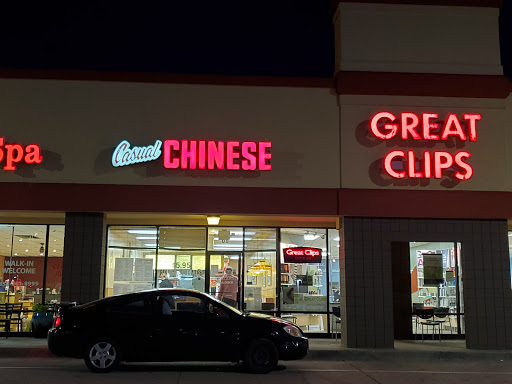 Spa
Casual CHINESE
GREAT
CLIPS
WALK-IN
WELCOME
Great Clips